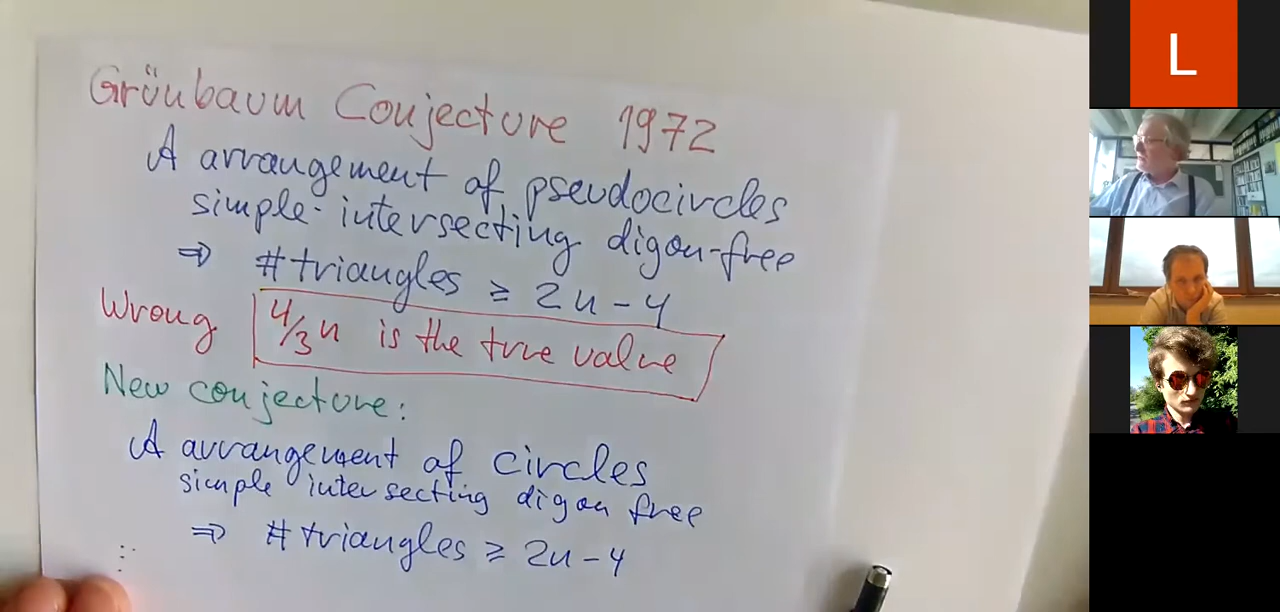 Grünbaum Conjecture 1972
A arrangement of pseudocircles
simple intersecting digon-free
⇒ #triangles ≥ 2n-4
Wrong 4/3 n is the true value
New conjecture:
A arrangement of circles
simple intersecting digon free
⇒ #triangles ≥ 2n-4
L